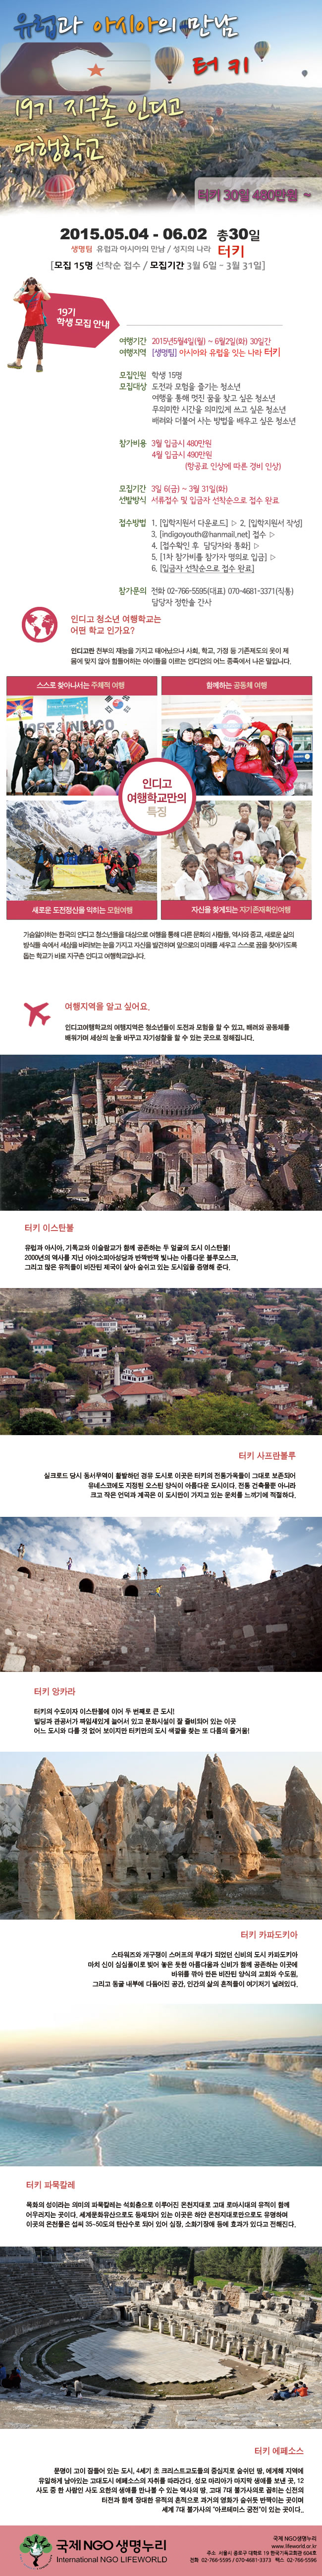 유럽과 아시아의 만남
터 키
19기 지구촌 인디고
여행학교
터키 30일 480만원 ~
2015.05.04 - 06.02 총30일
생명팀 유럽과 아시아의 만남 / 성지의 나라 터키
[모집 15명 선착순 접수 / 모집기간 3월 6일 - 3월 31일]
19기
학생 모집 안내
여행기간 2015년5월4일(월) ~ 6월2일(화) 30일간
여행지역 [생명팀] 아시아와 유럽을 잇는 나라 터키
모집인원 학생 15명
모집대상 도전과 모험을 즐기는 청소년
여행을 통해 멋진 꿈을 찾고 싶은 청소년
무의미한 시간을 의미있게 쓰고 싶은 청소년
배려와 더불어 사는 방법을 배우고 싶은 청소년
참가비용 3월 입금시 480만원
4월 입금시 490만원
(항공료 인상에 따른 경비 인상)
모집기간 3월 6일(금) ~ 3월 31일(화)
선발방식 서류접수 및 입금자 선착순으로 접수 완료
접수방법 1. [입학지원서 다운로드] ▷ 2. [입학지원서 작성]
3. [indigoyouth@hanmail.net] 접수 ▷
4. [접수확인 후 담당자와 통화] ▷
5. [1차 참가비를 참가자 명의로 입금] ▷
6. [입금자 선착순으로 접수 완료]
참가문의 전화 02-766-5595(대표) 070-4681-3371(직통)
담당자 정한솔 간사
인디고 청소년 여행학교는
어떤 학교 인가요?
인디고란 천부의 재능을 가지고 태어났으나 사회, 학교, 가정 등 기존제도의 옷이 제
몸에 맞지 않아 힘들어하는 아이들을 이르는 인디언의 어느 종족에서 나온 말입니다.
스스로 찾아나서는 주체적 여행
함께하는 공동체 여행
인디고
여행학교만의
특징
새로운 도전정신을 익히는 모험여행
자신을 찾게되는 자기존재확인여행
가슴앓이하는 한국의 인디고 청소년들을 대상으로 여행을 통해 다른 문화의 사람들, 역사와 종교, 새로운 삶의
방식들 속에서 세상을 바라보는 눈을 가지고 자신을 발견하며 앞으로의 미래를 세우고 스스로 꿈을 찾아가도록
돕는 학교가 바로 지구촌 인디고 여행학교입니다.
여행지역을 알고 싶어요.
인디고여행학교의 여행지역은 청소년들이 도전과 모험을 할 수 있고, 배려와 공동체를
배워가며 세상의 눈을 바꾸고 자기성찰을 할 수 있는 곳으로 정해집니다.
터키 이스탄불
유럽과 아시아, 기독교와 이슬람교가 함께 공존하는 두 얼굴의 도시 이스탄불!
2000년의 역사를 지닌 아야소피아성당과 반짝반짝 빛나는 아름다운 블루모스크,
그리고 많은 유적들이 비잔틴 제국이 살아 숨쉬고 있는 도시임을 증명해 준다.
터키 사프란볼루
실크로드 당시 동서무역이 활발하던 경유 도시로 이곳은 터키의 전통가옥들이 그대로 보존되어
유네스코에도 지정된 오스만 양식이 아름다운 도시이다. 전통 건축물뿐 아니라
크고 작은 언덕과 계곡은 이 도시만이 가지고 있는 운치를 느끼기에 적절하다.
터키 앙카라
터키의 수도이자 이스탄불에 이어 두 번째로 큰 도시!
빌딩과 관공서가 짜임새있게 늘어서 있고 문화시설이 잘 즐비되어 있는 이곳
어느 도시와 다를 것 없어 보이지만 터키만의 도시 색깔을 찾는 또 다름의 즐거움!
터키 카파도키아
스타워즈와 개구쟁이 스머프의 무대가 되었던 신비의 도시 카파도키아
마치 신이 심심풀이로 빚어 놓은 듯한 아름다움과 신비가 함께 공존하는 이곳에
바위를 깎아 만든 비잔틴 양식의 교회와 수도원,
그리고 동굴 내부에 다듬어진 공간, 인간의 삶의 흔적들이 여기저기 널려있다.
터키 파묵칼레
목화의 성이라는 의미의 파묵칼레는 석회층으로 이루어진 온천지대로 고대 로마시대의 유적이 함께
어우러지는 곳이다. 세계문화유산으로도 등재되어 있는 이곳은 하얀 온천지대로만으로도 유명하며
이곳의 온천물은 섭씨 35~50도의 탄산수로 되어 있어 심장, 소화기장애 등에 효과가 있다고 전해진다.
터키 에페소스
문명이 고이 잠들어 있는 도시, 4세기 초 크리스트교도들의 중심지로 숨쉬던 땅, 에게해 지역에
유일하게 남아있는 고대도시 에페소스의 자취를 따라간다. 성모 마리아가 마지막 생애를 보낸 곳, 12
사도 중 한 사람인 사도 요한의 생애를 만나볼 수 있는 역사의 땅. 고대 7대 불가사의로 꼽히는 신전의
터전과 함께 장대한 유적의 흔적으로 과거의 영화가 숨쉬듯 반짝이는 곳이며
세계 7대 불가사의 "아르테미스 궁전"이 있는 곳이다..
국제 NGO 생명누리
International NGO LIFEWORLD
국제 NGO생명누리
www.lifeworld.or.kr
주소 서울시 종로구 대학로 19 한국기독교회관 604호
전화 02-766-5595 / 070-4681-3373 팩스 02-766-5596